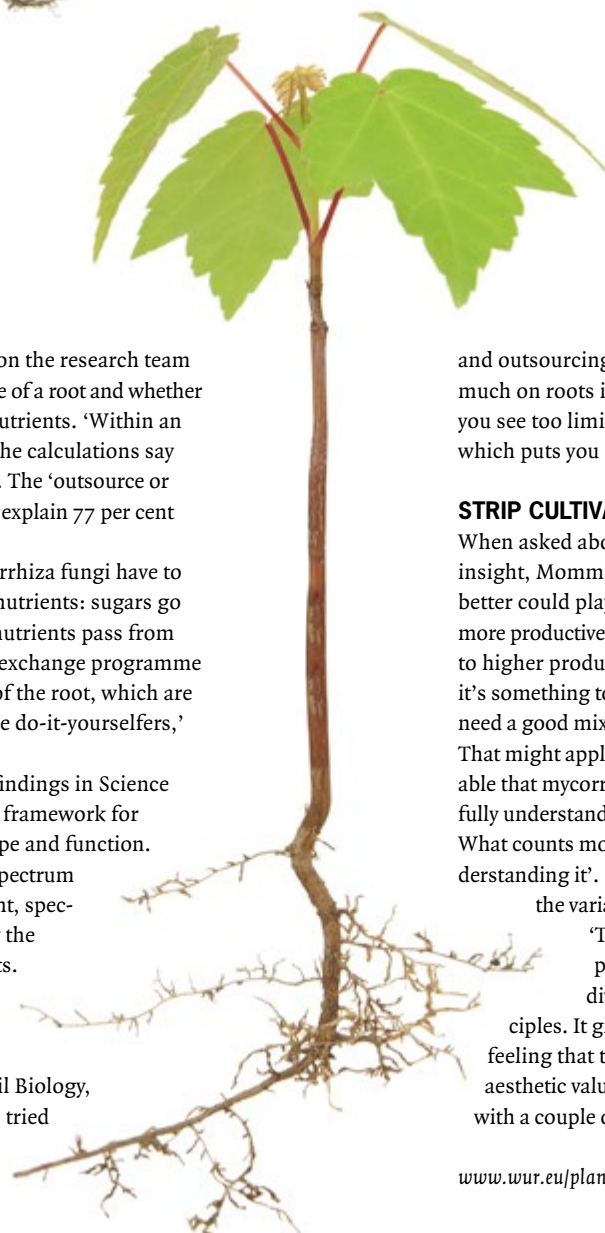 on the research team
e of a root and whether
utrients. ‘Within an
he calculations say
. The ‘outsource or
explain 77 per cent
rrhiza fungi have to
nutrients: sugars go
nutrients pass from
exchange programme
of the root, which are
e do-it-yourselfers,’
findings in Science
framework for
pe and function.
spectrum
nt, spec-
the
ts.
il Biology,
tried
and outsourcing
much on roots i
you see too limi
which puts you
STRIP CULTIVA
When asked abo
insight, Momm
better could play
more productive
to higher produ
it’s something to
need a good mix
That might appl
able that mycorr
fully understand
What counts mo
derstanding it’.
the varia
‘T
p
di
ciples. It g
feeling that t
aesthetic valu
with a couple o
www.wur.eu/plan